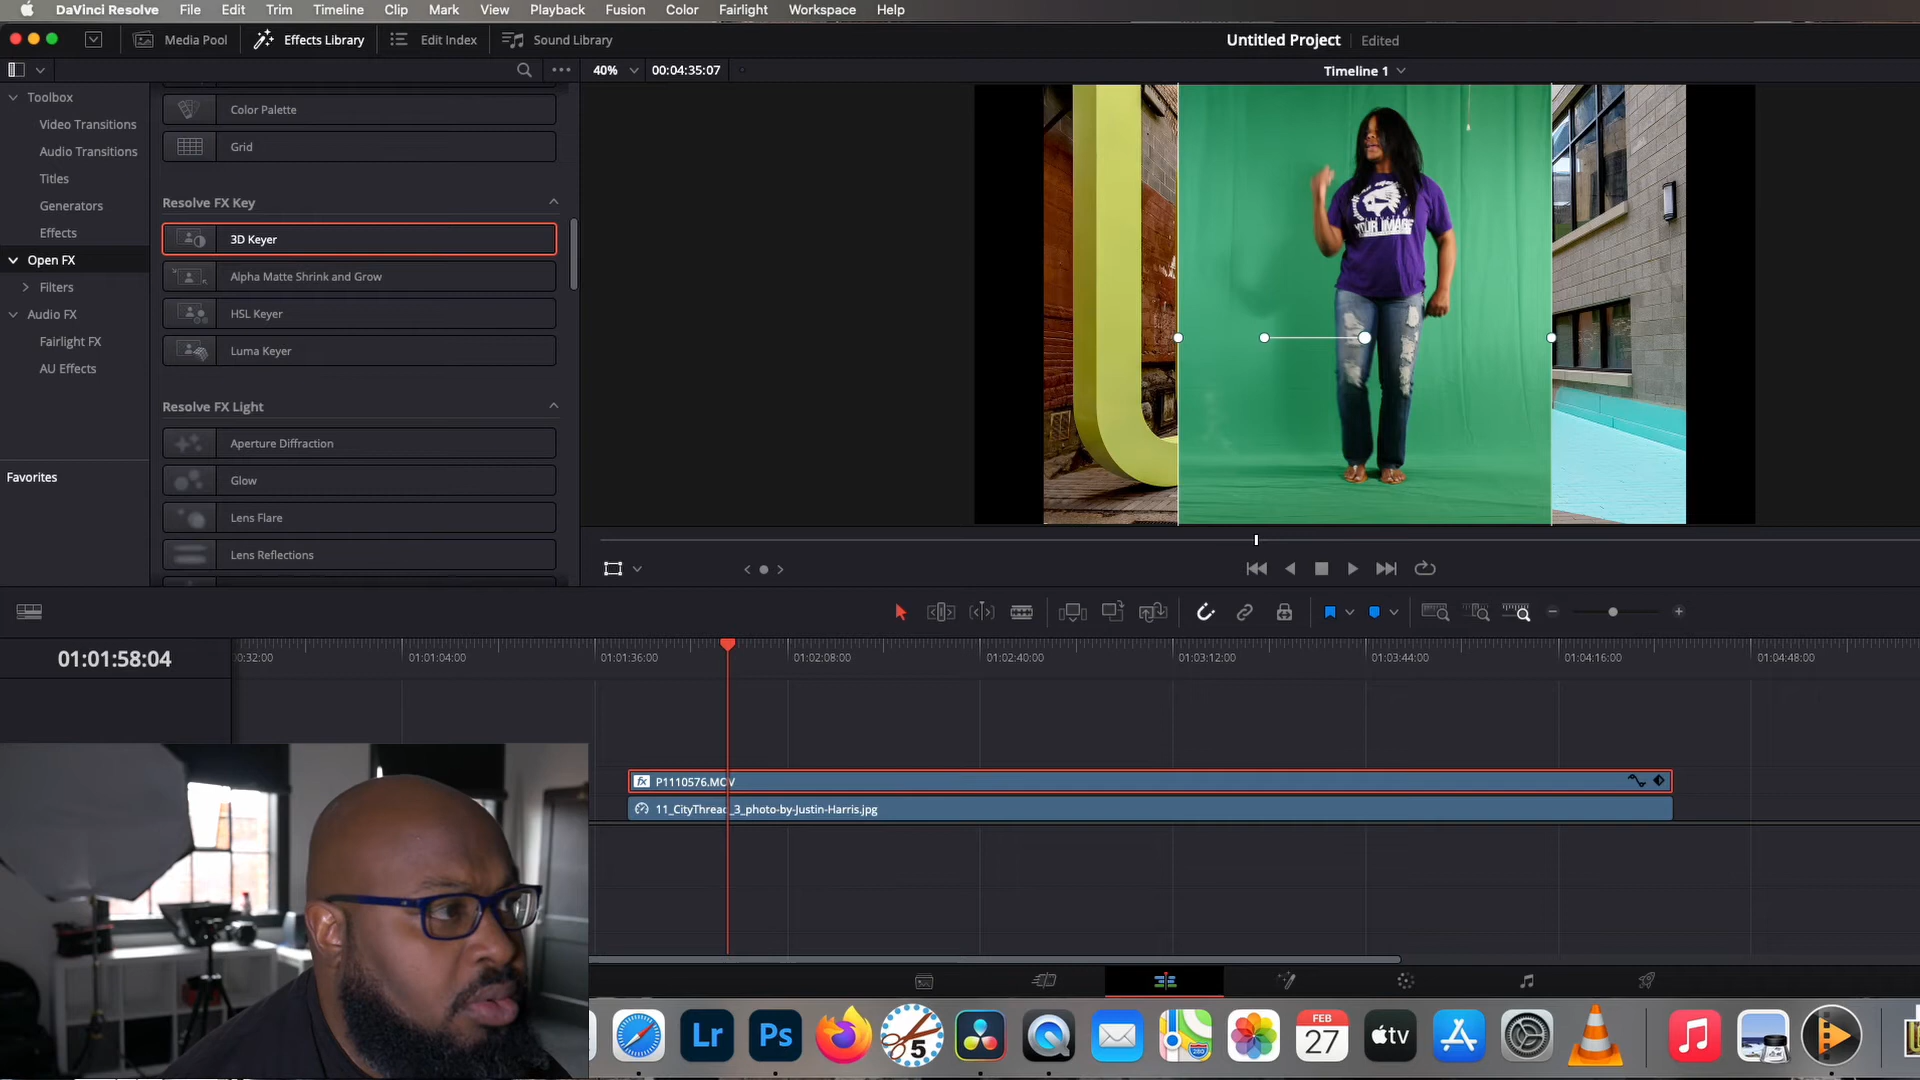 DaVinci Resolve File Edit Trim Timeline Clip Mark View Playback Fusion Color Fairlight Workspace Help
Media Pool Effects Library Edit Index Sound Library Untitled Project Edited
40% 00:04:35:07 Timeline 1
Toolbox
Video Transitions
Audio Transitions
Titles
Generators
Effects
Open FX
Filters
Audio FX
Fairlight FX
AU Effects
Favorites
Color Palette
Grid
Resolve FX Key
3D Keyer
Alpha Matte Shrink and Grow
HSL Keyer
Luma Keyer
Resolve FX Light
Aperture Diffraction
Glow
Lens Flare
Lens Reflections
YOUR IMAGE
01:01:58:04
01:01:04:00 01:01:36:00 01:02:08:00 01:02:40:00 01:03:12:00 01:03:44:00 01:04:16:00 01:04:48:00
fx P1110576.MOV
11_CityThread_3_photo-by-Justin-Harris.jpg
Lr Ps 5 FEB 27 tv